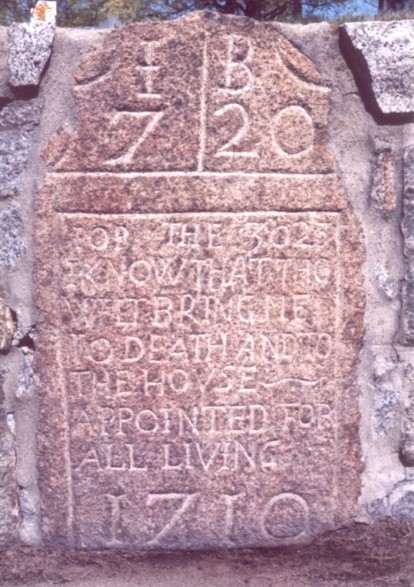 I B
7 20
FOR THE 3023
I KNOW THAT THO
WILT BRING ME
TO DEATH AND TO
THE HOVSE
APPOINTED FOR
ALL LIVING
1710